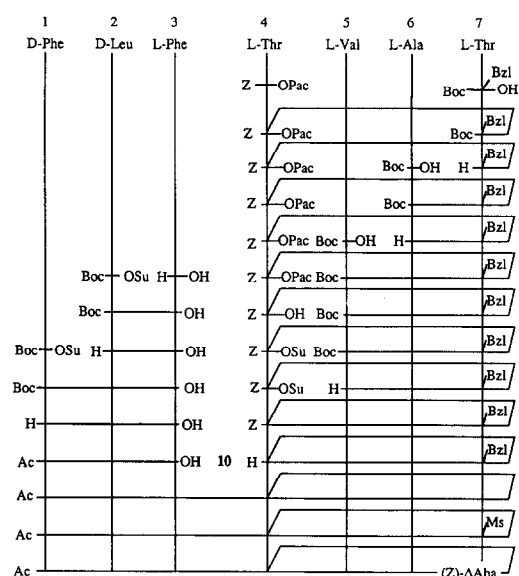 1 2 3 4 5 6 7
D-Phe D-Leu L-Phe L-Thr L-Val L-Ala L-Thr
Bzl
Z OPac Boc OH
Z OPac Boc Bzl
Z OPac Boc OH H Bzl
Z OPac Boc Bzl
Z OPac Boc OH H Bzl
Boc OSu H OH Z OPac Boc Bzl
Boc OH Z OH Boc Bzl
Boc OSu H OH Z OSu Boc Bzl
Boc OH Z OSu H Bzl
H OH Z Bzl
Ac OH 10 H Bzl
Ac
Ac Ms
Ac (Z)-ΔAba